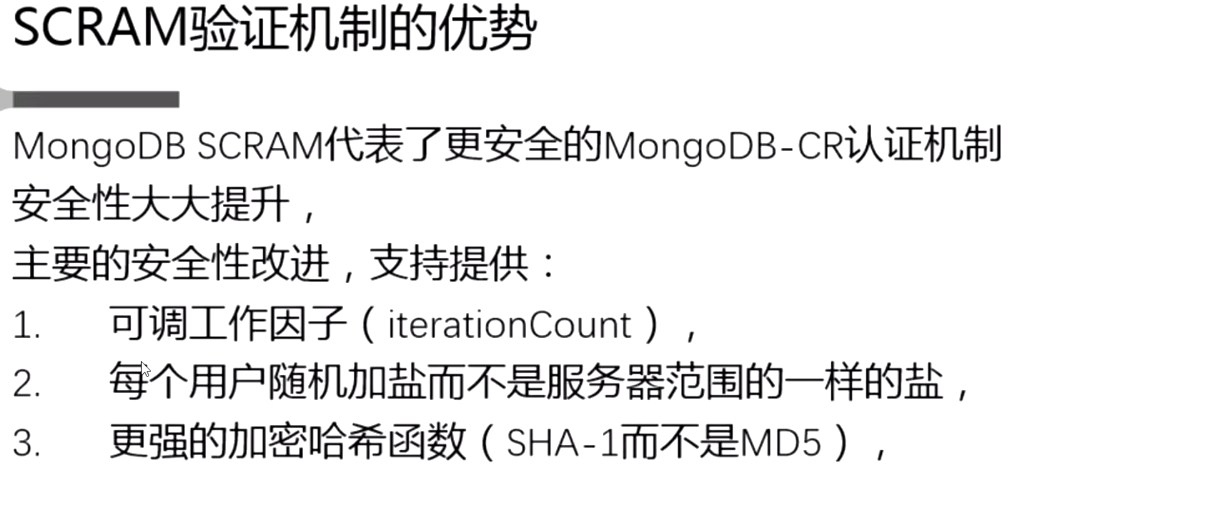 SCRAM验证机制的优势
MongoDB SCRAM代表了更安全的MongoDB-CR认证机制
安全性大大提升，
主要的安全性改进，支持提供：
1. 可调工作因子（iterationCount），
2. 每个用户随机加盐而不是服务器范围的一样的盐，
3. 更强的加密哈希函数（SHA-1而不是MD5），